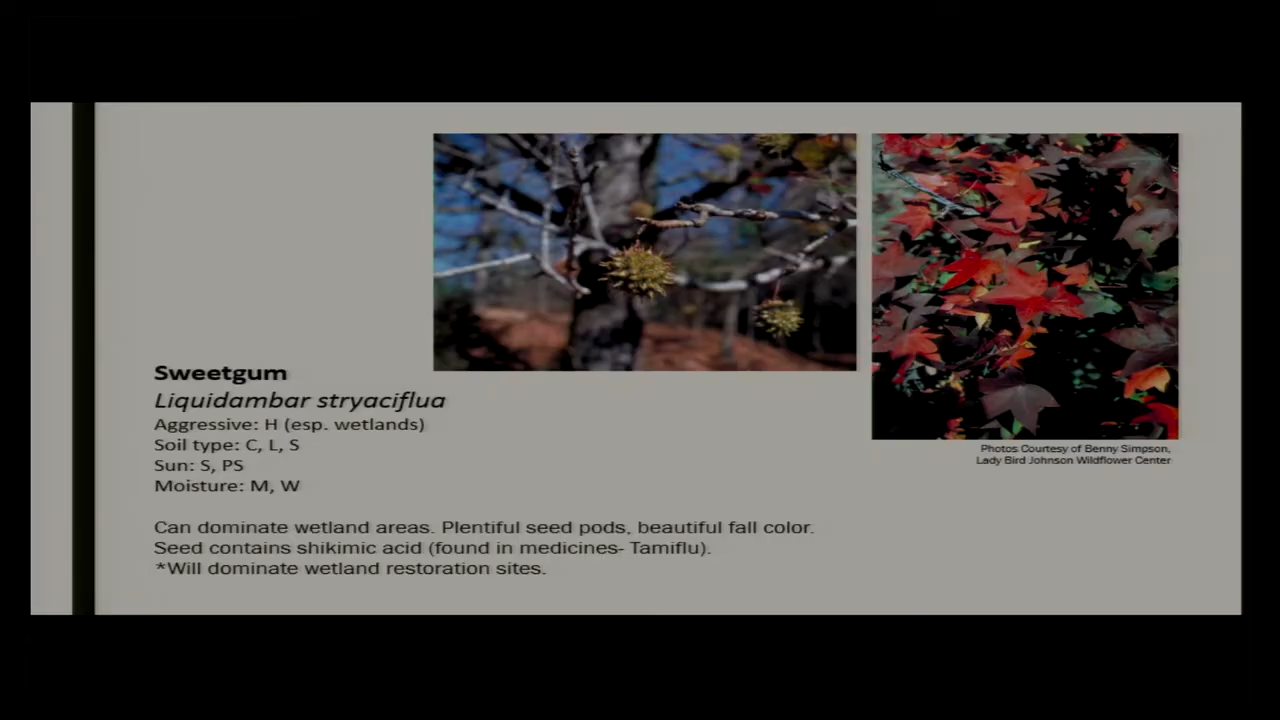 Sweetgum
Liquidambar stryaciflua
Aggressive: H (esp. wetlands)
Soil type: C, L, S
Sun: S, PS
Moisture: M, W
Photos Courtesy of Benny Simpson,
Lady Bird Johnson Wildflower Center
Can dominate wetland areas. Plentiful seed pods, beautiful fall color.
Seed contains shikimic acid (found in medicines- Tamiflu).
*Will dominate wetland restoration sites.